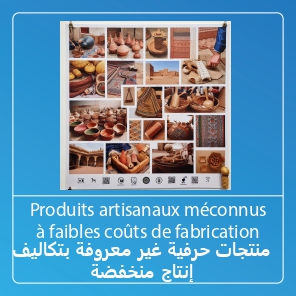 Produits artisanaux méconnus
à faibles coûts de fabrication
منتجات حرفية غير معروفة بتكاليف
إنتاج منخفضة